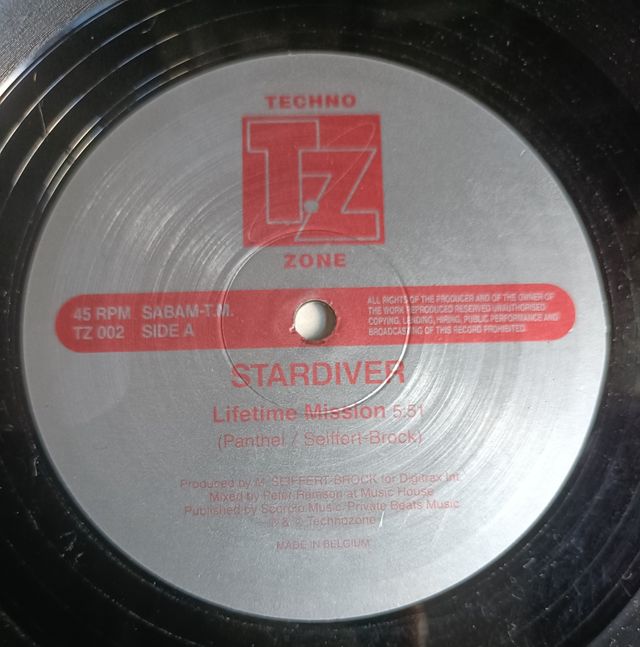 TECHNO
TZ
ZONE
45 RPM SABAM-T.M.
TZ 002 SIDE A
ALL RIGHTS OF THE PRODUCER AND OF THE OWNER OF
THE WORK REPRODUCED RESERVED UNAUTHORISED
COPYING, LENDING, HIRING, PUBLIC PERFORMANCE AND
BROADCASTING OF THIS RECORD PROHIBITED
STARDIVER
Lifetime Mission 5:51
(Panthel / Seiffert-Brock)
Produced by M. SEIFFERT-BROCK for Digitrax Int.
Mixed by Peter Ramson at Music House
Published by Scorpio Music/Private Beats Music
℗ & © Technozone
MADE IN BELGIUM